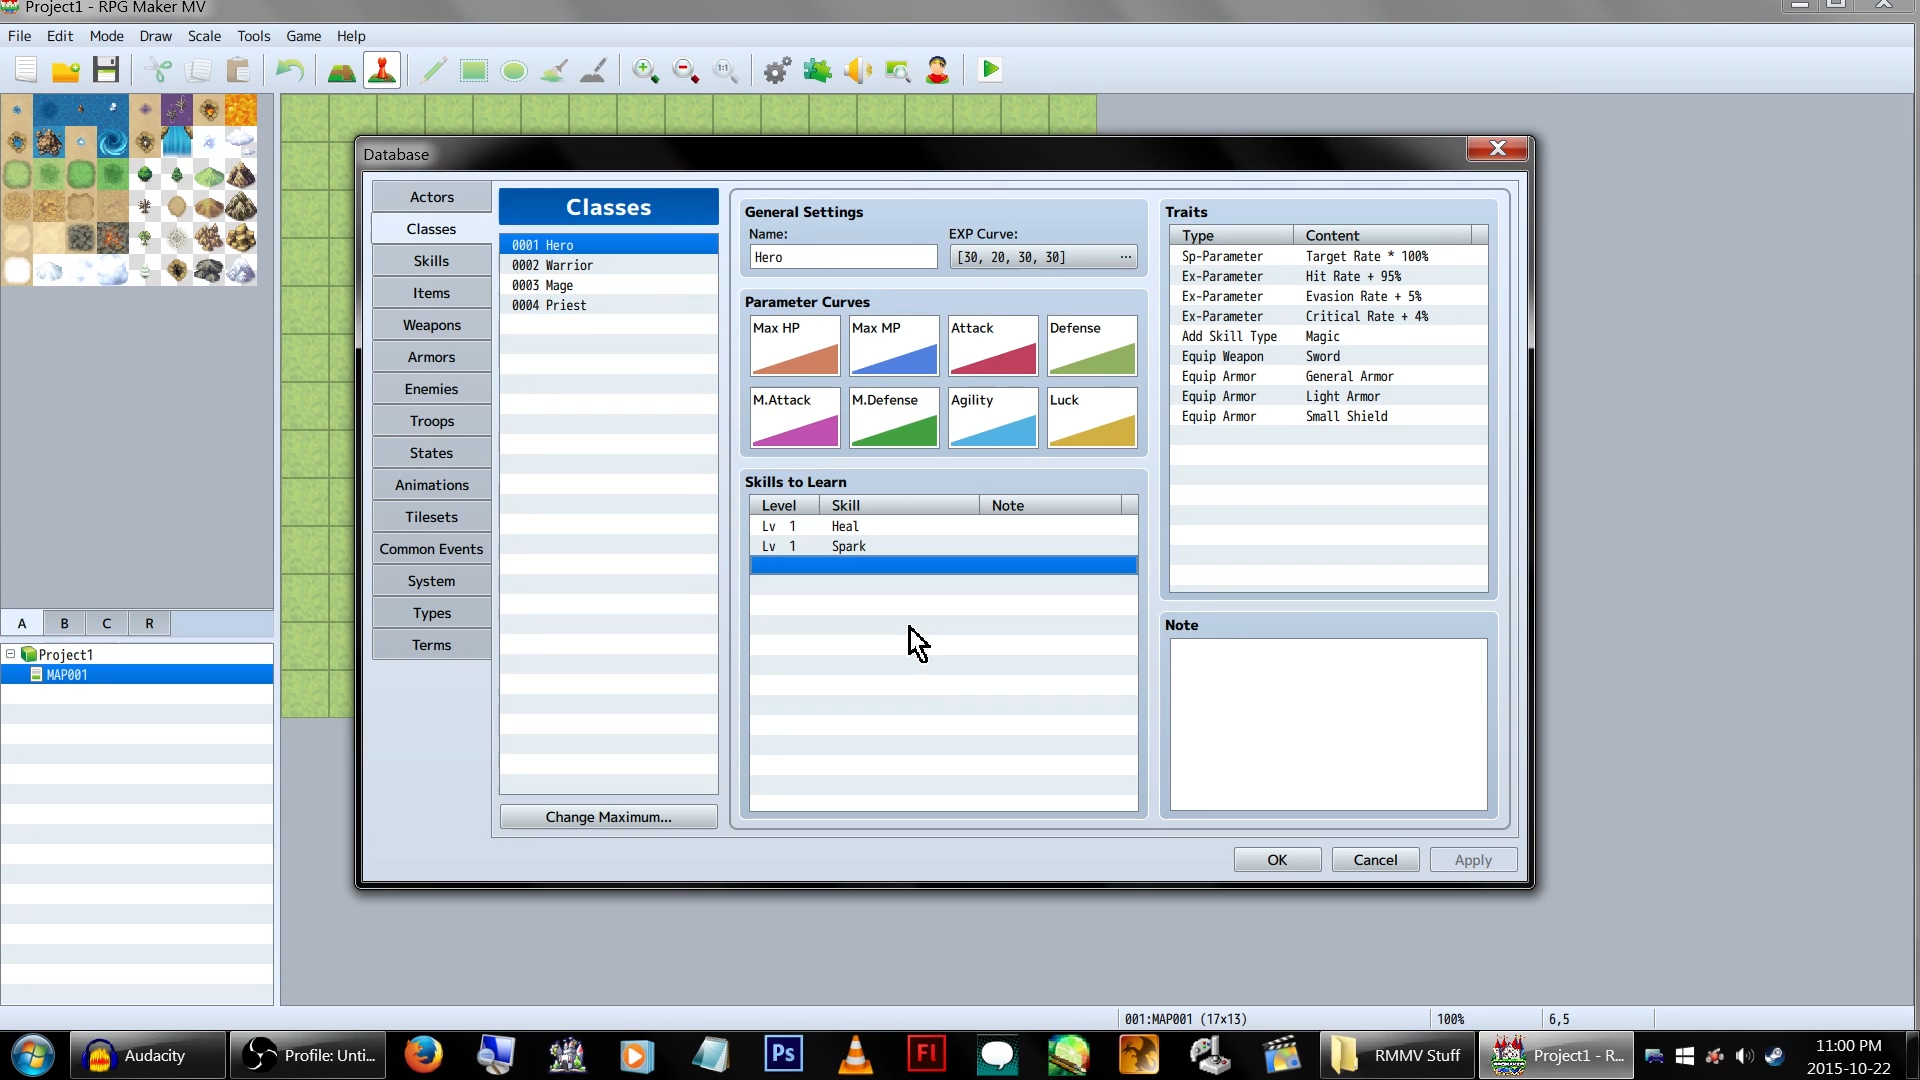 Project1 - RPG Maker MV
File Edit Mode Draw Scale Tools Game Help
1:1
Database
Actors
Classes
Skills
Items
Weapons
Armors
Enemies
Troops
States
Animations
Tilesets
Common Events
System
Types
Terms
Classes
0001 Hero
0002 Warrior
0003 Mage
0004 Priest
Change Maximum...
General Settings
Name: EXP Curve:
Hero [30, 20, 30, 30] ...
Parameter Curves
Max HP Max MP Attack Defense
M.Attack M.Defense Agility Luck
Skills to Learn
Level Skill Note
Lv 1 Heal
Lv 1 Spark
Traits
Type Content
Sp-Parameter Target Rate * 100%
Ex-Parameter Hit Rate + 95%
Ex-Parameter Evasion Rate + 5%
Ex-Parameter Critical Rate + 4%
Add Skill Type Magic
Equip Weapon Sword
Equip Armor General Armor
Equip Armor Light Armor
Equip Armor Small Shield
Note
OK Cancel Apply
A B C R
Project1
MAP001
001:MAP001 (17x13) 100% 6,5
Audacity Profile: Unti... Ps Fl RMMV Stuff Project1 - R...
11:00 PM
2015-10-22